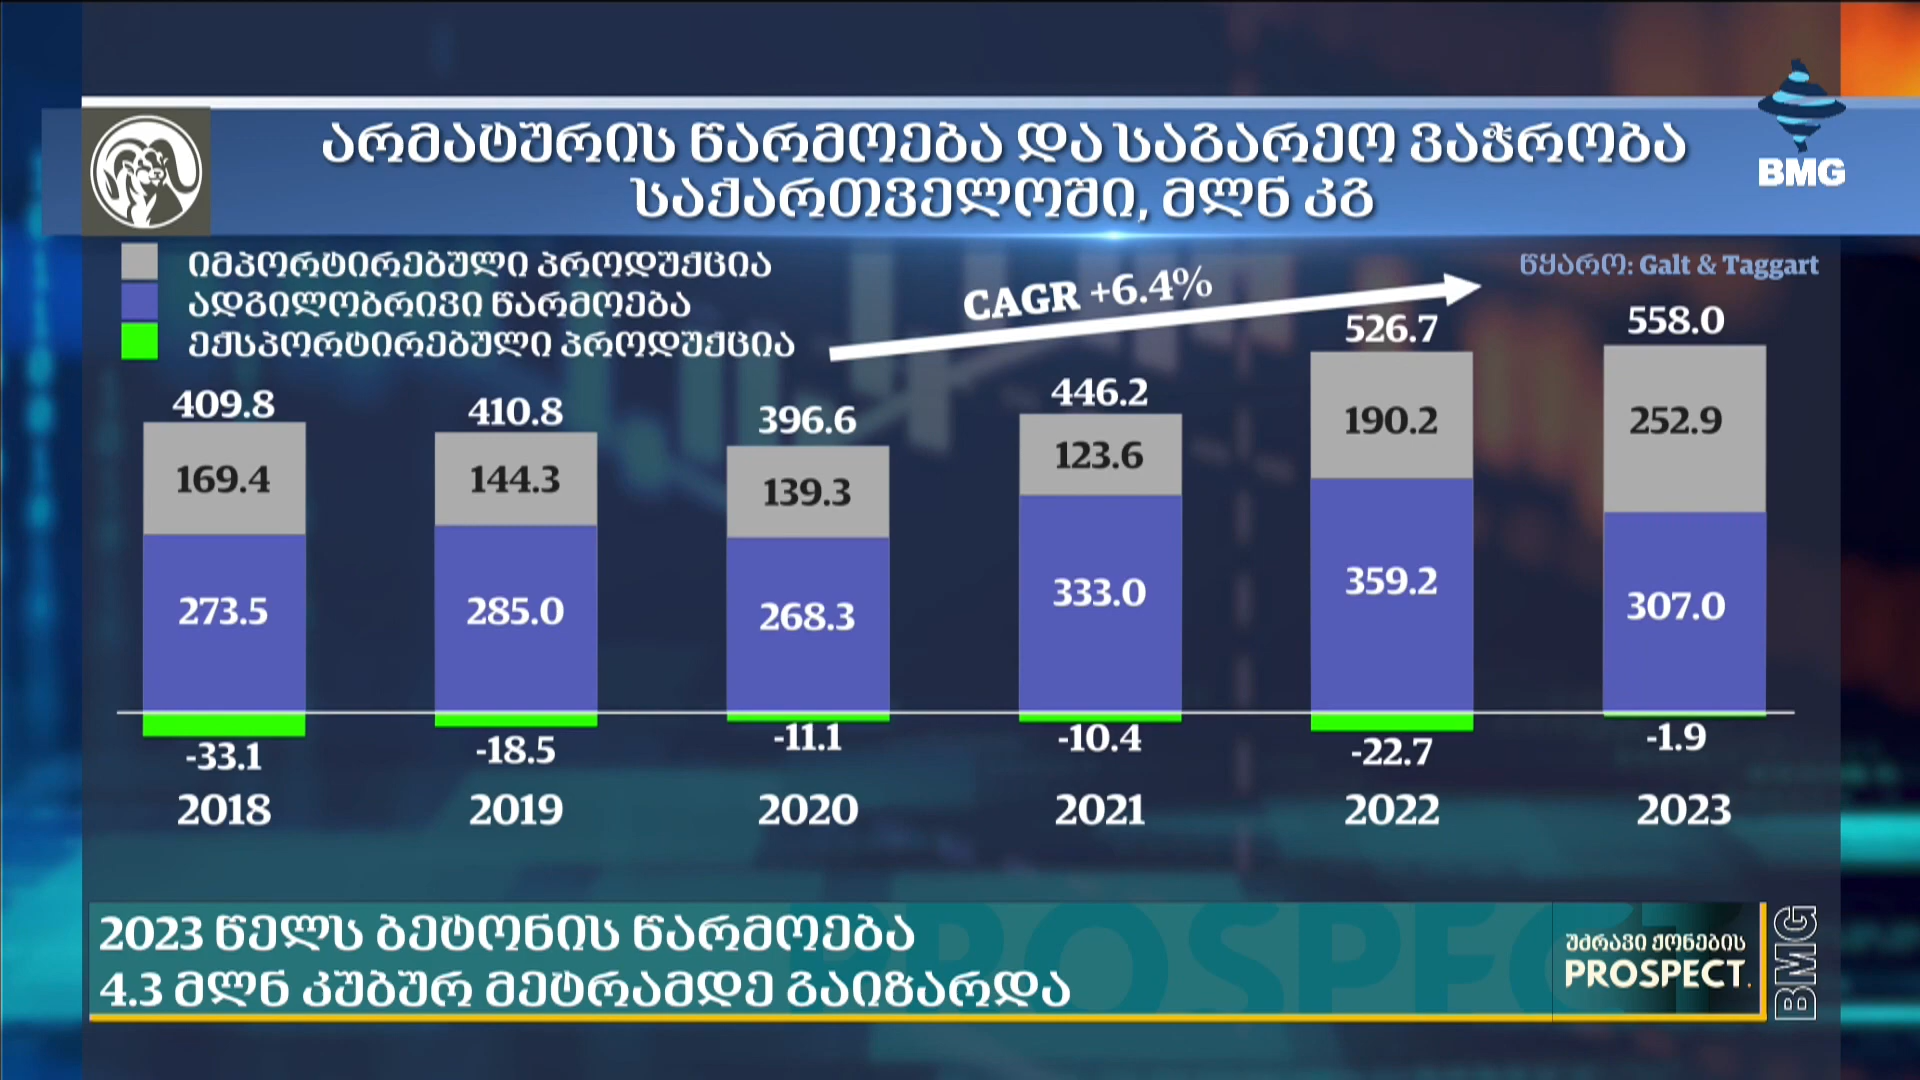 არმატურის წარმოება და საგარეო ვაჭრობა
საქართველოში, მლნ კგ
BMG
იმპორტირებული პროდუქცია
ადგილობრივი წარმოება
ექსპორტირებული პროდუქცია
წყარო: Galt & Taggart
CAGR +6.4%
409.8
410.8
396.6
446.2
526.7
558.0
169.4
144.3
139.3
123.6
190.2
252.9
273.5
285.0
268.3
333.0
359.2
307.0
-33.1
-18.5
-11.1
-10.4
-22.7
-1.9
2018
2019
2020
2021
2022
2023
2023 წელს ბეტონის წარმოება
4.3 მლნ კუბურ მეტრამდე გაიზარდა
PROSPECT
უძრავი ქონების
PROSPECT.
BMG